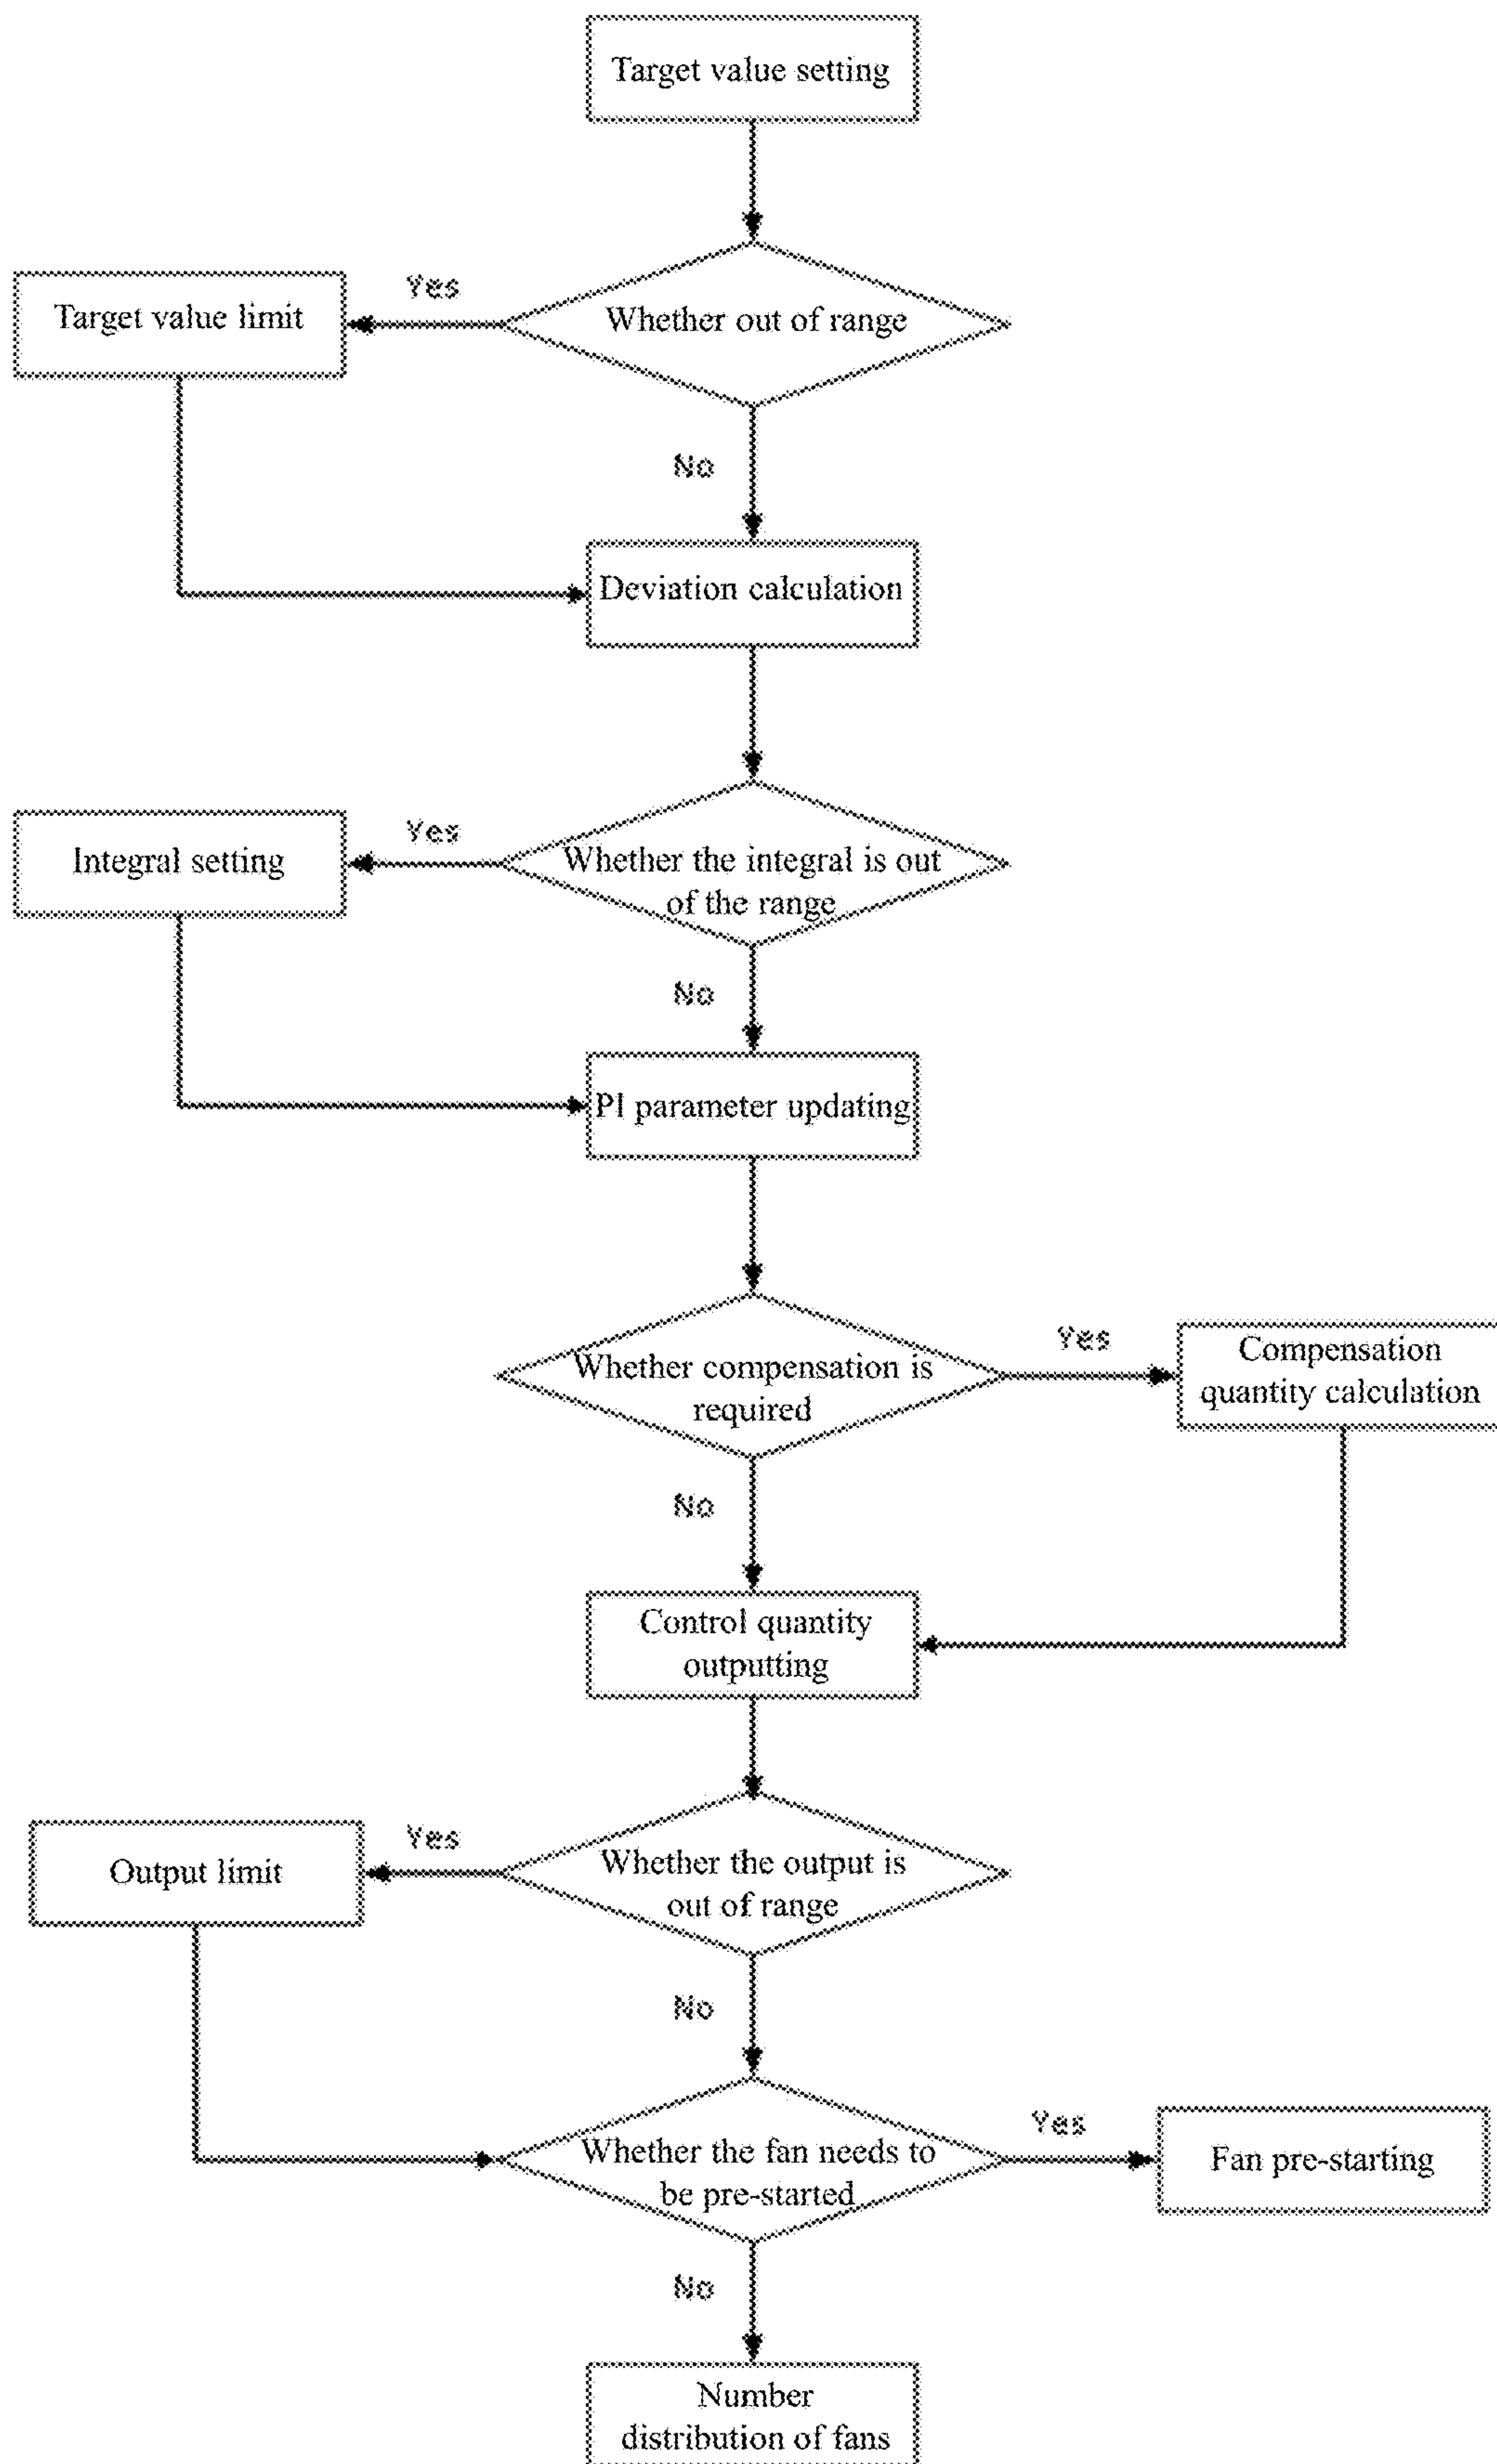 Target value setting
Yes
Target value limit
Whether out of range
No
Deviation calculation
Yes
Integral setting
Whether the integral is out
of the range
No
PI parameter updating
Whether compensation is
required
Yes
Compensation
quantity calculation
No
Control quantity
outputting
Yes
Output limit
Whether the output is
out of range
No
Whether the fan needs to
be pre-started
Yes
Fan pre-starting
No
Number
distribution of fans